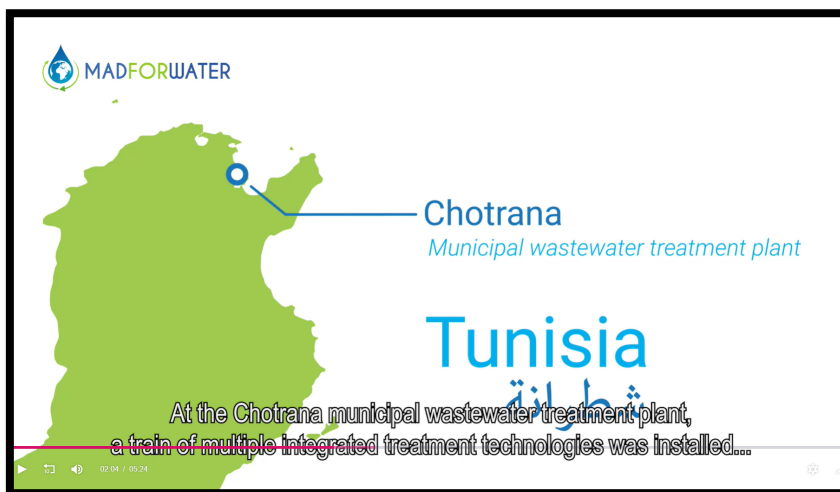 MADFORWATER
Chotrana
Municipal wastewater treatment plant
Tunisia
شطرانة
At the Chotrana municipal wastewater treatment plant,
a train of multiple integrated treatment technologies was installed...
02:04 / 05:24